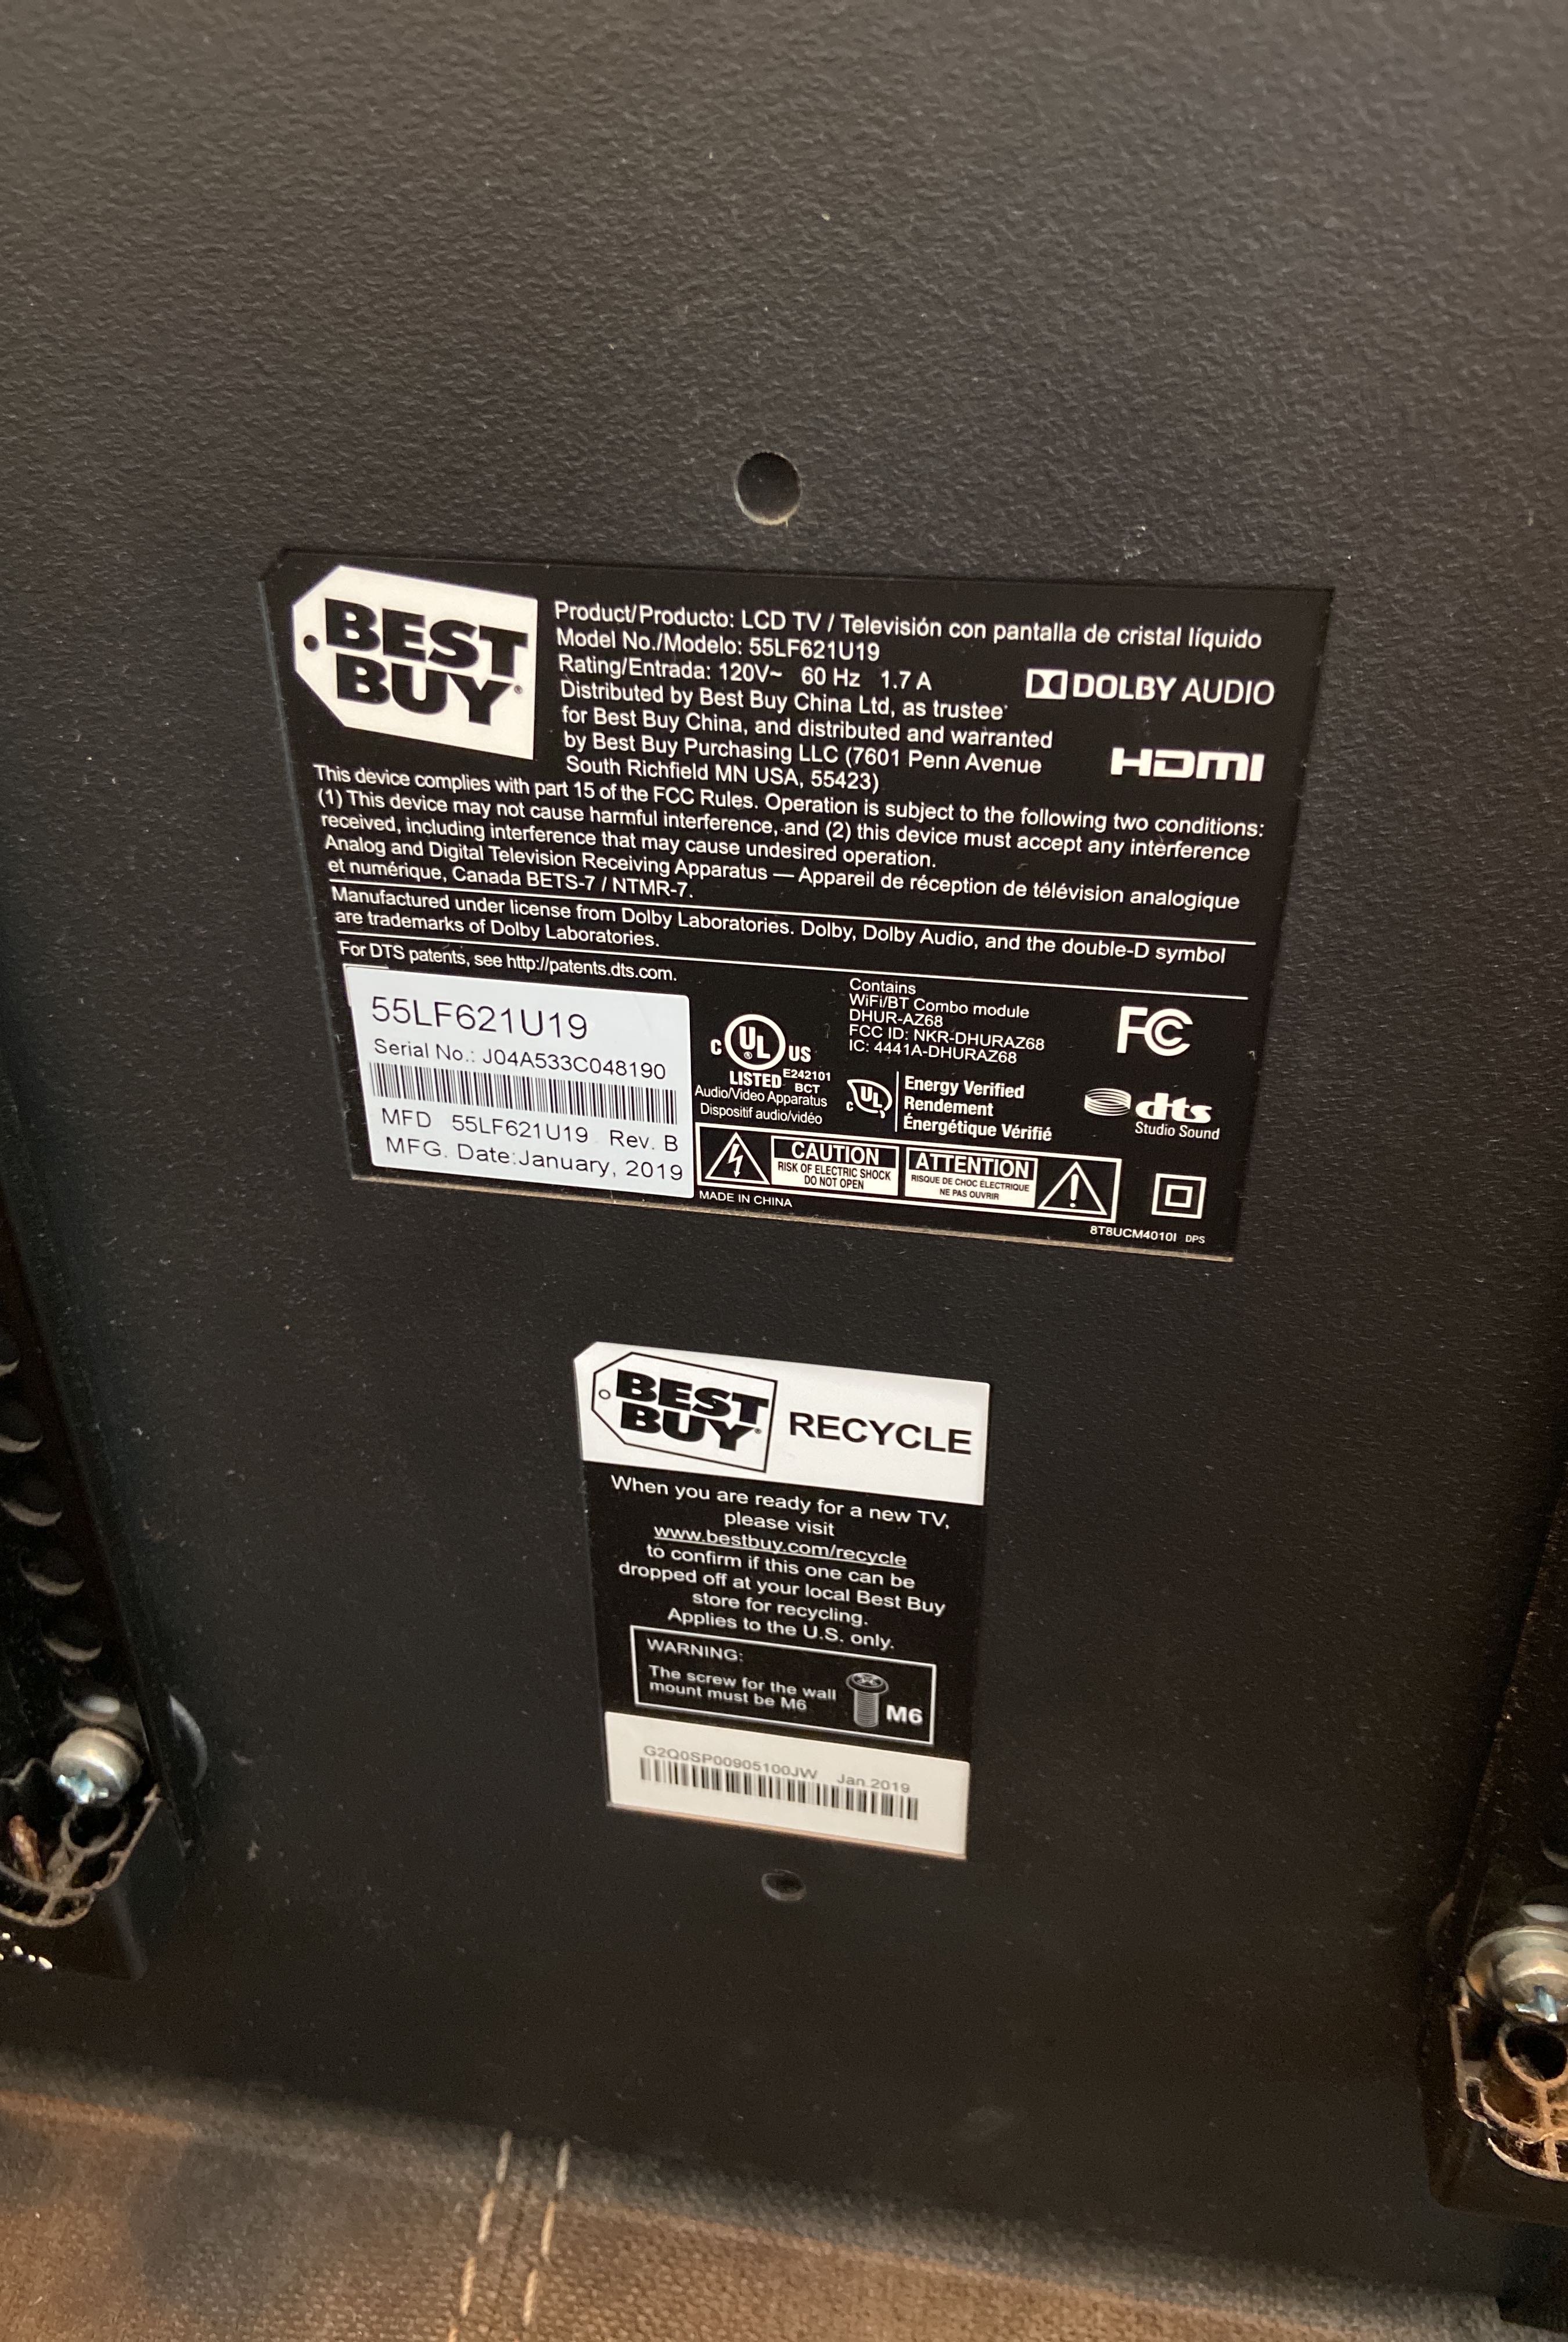 BEST
BUY
Product/Producto: LCD TV / Televisión con pantalla de cristal líquido
Model No./Modelo: 55LF621U19
Rating/Entrada: 120V~ 60 Hz 1.7 A
Distributed by Best Buy China Ltd, as trustee
for Best Buy China, and distributed and warranted
by Best Buy Purchasing LLC (7601 Penn Avenue
South Richfield MN USA, 55423)
DOLBY AUDIO
HDMI
This device complies with part 15 of the FCC Rules. Operation is subject to the following two conditions:
(1) This device may not cause harmful interference, and (2) this device must accept any interference
received, including interference that may cause undesired operation.
Analog and Digital Television Receiving Apparatus — Appareil de réception de télévision analogique
et numérique, Canada BETS-7 / NTMR-7.
Manufactured under license from Dolby Laboratories. Dolby, Dolby Audio, and the double-D symbol
are trademarks of Dolby Laboratories.
For DTS patents, see http://patents.dts.com.
55LF621U19
Serial No.: J04A533C048190
MFD 55LF621U19 Rev. B
MFG. Date:January, 2019
C UL US
LISTED E242101
BCT
Audio/Video Apparatus
Dispositif audio/vidéo
Contains
WiFi/BT Combo module
DHUR-AZ68
FCC ID: NKR-DHURAZ68
IC: 4441A-DHURAZ68
FC
C UL
Energy Verified
Rendement
Énergétique Vérifié
dts
Studio Sound
CAUTION
RISK OF ELECTRIC SHOCK
DO NOT OPEN
ATTENTION
RISQUE DE CHOC ÉLECTRIQUE
NE PAS OUVRIR
MADE IN CHINA
8T8UCM4010I DPS
BEST
BUY
RECYCLE
When you are ready for a new TV,
please visit
www.bestbuy.com/recycle
to confirm if this one can be
dropped off at your local Best Buy
store for recycling.
Applies to the U.S. only.
WARNING:
The screw for the wall
mount must be M6
M6
G2Q0SP00905100JW Jan.2019